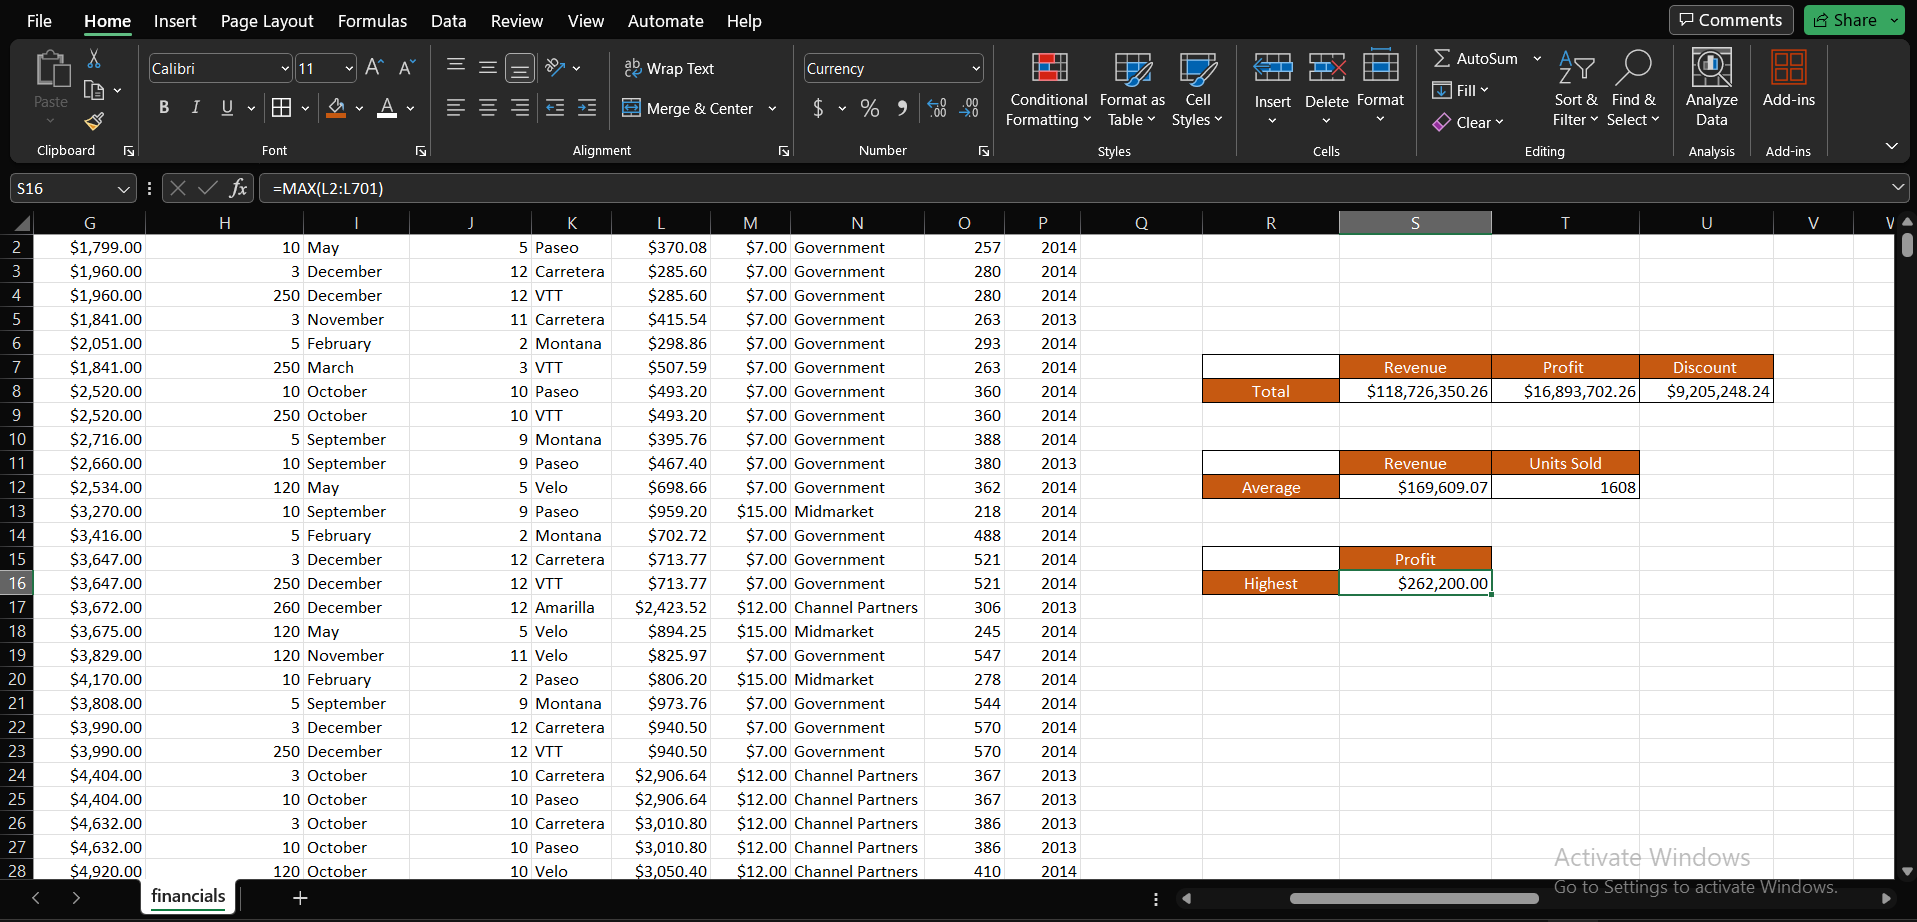 File Home Insert Page Layout Formulas Data Review View Automate Help Comments Share
Calibri 11 Wrap Text Currency AutoSum
Paste B I U Merge & Center $ % Conditional Formatting Format as Table Cell Styles Insert Delete Format Fill Clear Sort & Filter Find & Select Analyze Data Add-ins
Clipboard Font Alignment Number Styles Cells Editing Analysis Add-ins
S16 fx =MAX(L2:L701)
G H I J K L M N O P Q R S T U V W
2 $1,799.00 10 May 5 Paseo $370.08 $7.00 Government 257 2014
3 $1,960.00 3 December 12 Carretera $285.60 $7.00 Government 280 2014
4 $1,960.00 250 December 12 VTT $285.60 $7.00 Government 280 2014
5 $1,841.00 3 November 11 Carretera $415.54 $7.00 Government 263 2013
6 $2,051.00 5 February 2 Montana $298.86 $7.00 Government 293 2014
7 $1,841.00 250 March 3 VTT $507.59 $7.00 Government 263 2014 Revenue Profit Discount
8 $2,520.00 10 October 10 Paseo $493.20 $7.00 Government 360 2014 Total $118,726,350.26 $16,893,702.26 $9,205,248.24
9 $2,520.00 250 October 10 VTT $493.20 $7.00 Government 360 2014
10 $2,716.00 5 September 9 Montana $395.76 $7.00 Government 388 2014
11 $2,660.00 10 September 9 Paseo $467.40 $7.00 Government 380 2013 Revenue Units Sold
12 $2,534.00 120 May 5 Velo $698.66 $7.00 Government 362 2014 Average $169,609.07 1608
13 $3,270.00 10 September 9 Paseo $959.20 $15.00 Midmarket 218 2014
14 $3,416.00 5 February 2 Montana $702.72 $7.00 Government 488 2014
15 $3,647.00 3 December 12 Carretera $713.77 $7.00 Government 521 2014 Profit
16 $3,647.00 250 December 12 VTT $713.77 $7.00 Government 521 2014 Highest $262,200.00
17 $3,672.00 260 December 12 Amarilla $2,423.52 $12.00 Channel Partners 306 2013
18 $3,675.00 120 May 5 Velo $894.25 $15.00 Midmarket 245 2014
19 $3,829.00 120 November 11 Velo $825.97 $7.00 Government 547 2014
20 $4,170.00 10 February 2 Paseo $806.20 $15.00 Midmarket 278 2014
21 $3,808.00 5 September 9 Montana $973.76 $7.00 Government 544 2014
22 $3,990.00 3 December 12 Carretera $940.50 $7.00 Government 570 2014
23 $3,990.00 250 December 12 VTT $940.50 $7.00 Government 570 2014
24 $4,404.00 3 October 10 Carretera $2,906.64 $12.00 Channel Partners 367 2013
25 $4,404.00 10 October 10 Paseo $2,906.64 $12.00 Channel Partners 367 2013
26 $4,632.00 3 October 10 Carretera $3,010.80 $12.00 Channel Partners 386 2013
27 $4,632.00 10 October 10 Paseo $3,010.80 $12.00 Channel Partners 386 2013
28 $4,920.00 120 October 10 Velo $3,050.40 $12.00 Channel Partners 410 2014
Activate Windows
Go to Settings to activate Windows.
financials